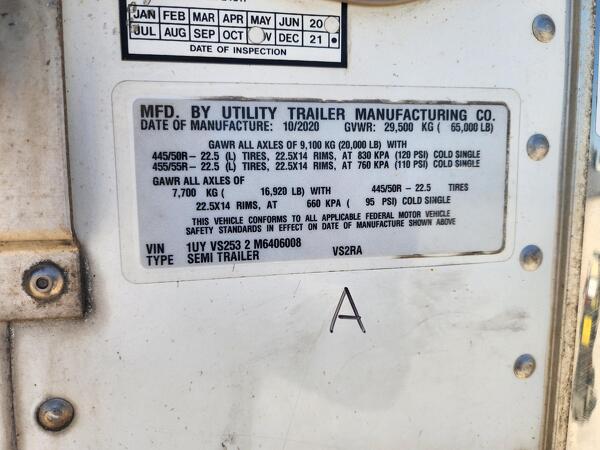 JAN FEB MAR APR MAY JUN 20
JUL AUG SEP OCT V DEC 21
DATE OF INSPECTION
MFD. BY UTILITY TRAILER MANUFACTURING CO.
DATE OF MANUFACTURE: 10/2020 GVWR: 29,500 KG ( 65,000 LB)
GAWR ALL AXLES OF 9,100 KG (20,000 LB) WITH
445/50R- 22.5 (L) TIRES, 22.5X14 RIMS, AT 830 KPA (120 PSI) COLD SINGLE
455/55R- 22.5 (L) TIRES, 22.5X14 RIMS, AT 760 KPA (110 PSI) COLD SINGLE
GAWR ALL AXLES OF
7,700 KG ( 16,920 LB) WITH 445/50R - 22.5 TIRES
22.5X14 RIMS, AT 660 KPA ( 95 PSI) COLD SINGLE
THIS VEHICLE CONFORMS TO ALL APPLICABLE FEDERAL MOTOR VEHICLE
SAFETY STANDARDS IN EFFECT ON DATE OF MANUFACTURE SHOWN ABOVE
VIN 1UY VS253 2 M6406008
TYPE SEMI TRAILER VS2RA
A